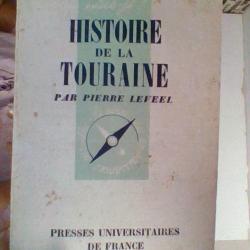 HISTOIRE
DE LA
TOURAINE
PAR PIERRE LEVEEL
PRESSES UNIVERSITAIRES
DE FRANCE